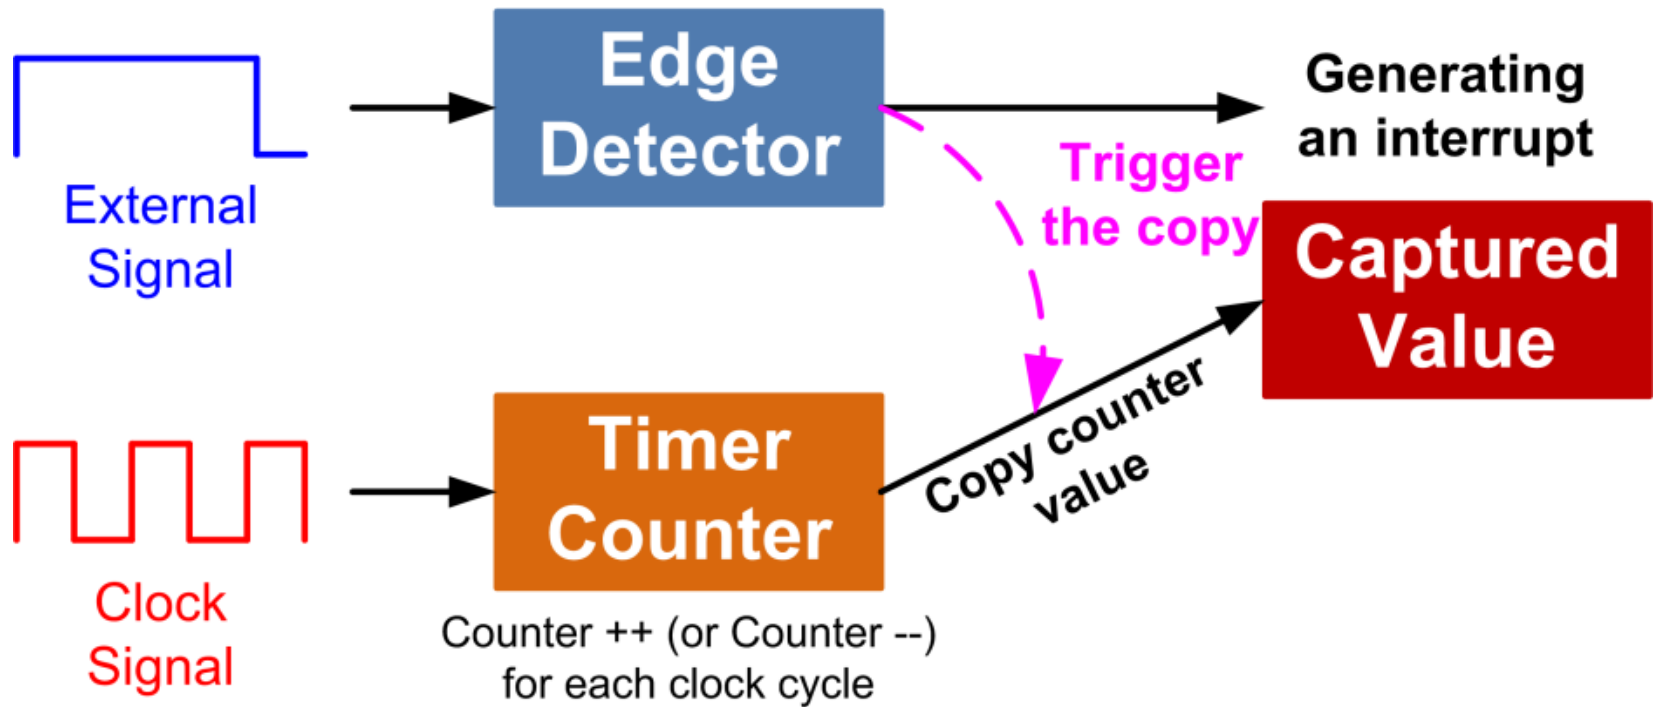 External
Signal
Edge
Detector
Generating
an interrupt
Trigger
the copy
Captured
Value
Clock
Signal
Timer
Counter
Copy counter
value
Counter ++ (or Counter --)
for each clock cycle